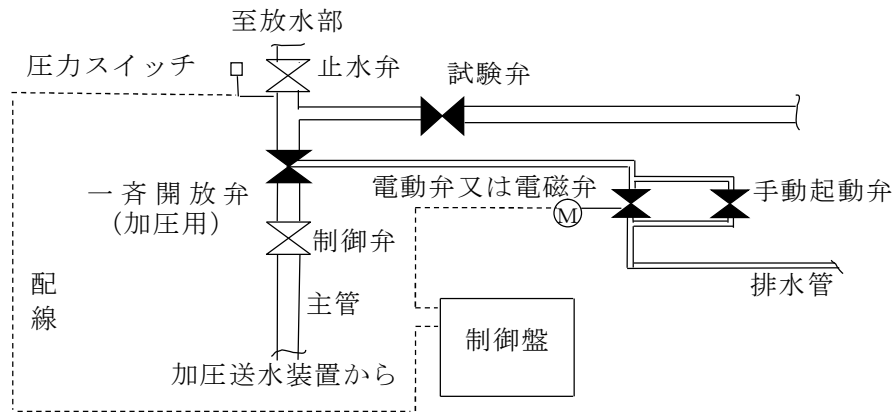 至放水部
圧力スイッチ
止水弁
試験弁
一斉開放弁
(加圧用)
電動弁又は電磁弁
手動起動弁
M
制御弁
排水管
配
線
主管
制御盤
加圧送水装置から